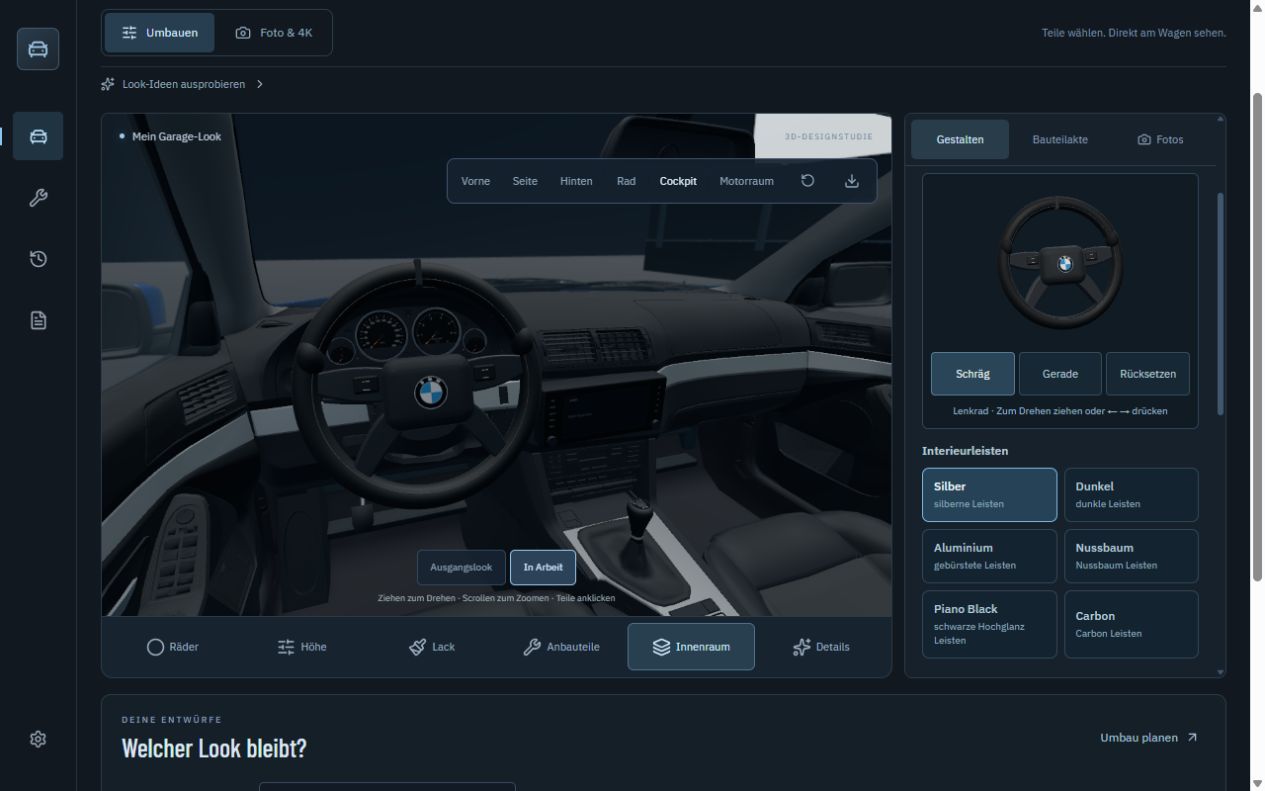 Umbauen
Foto & 4K
Teile wählen. Direkt am Wagen sehen.
Look-Ideen ausprobieren
Mein Garage-Look
3D-DESIGNSTUDIE
Vorne
Seite
Hinten
Rad
Cockpit
Motorraum
Ausgangslook
In Arbeit
Ziehen zum Drehen · Scrollen zum Zoomen · Teile anklicken
Räder
Höhe
Lack
Anbauteile
Innenraum
Details
Gestalten
Bauteilakte
Fotos
Schräg
Gerade
Rücksetzen
Lenkrad · Zum Drehen ziehen oder ← → drücken
Interieurleisten
Silber
silberne Leisten
Dunkel
dunkle Leisten
Aluminium
gebürstete Leisten
Nussbaum
Nussbaum Leisten
Piano Black
schwarze Hochglanz
Leisten
Carbon
Carbon Leisten
DEINE ENTWÜRFE
Welcher Look bleibt?
Umbau planen